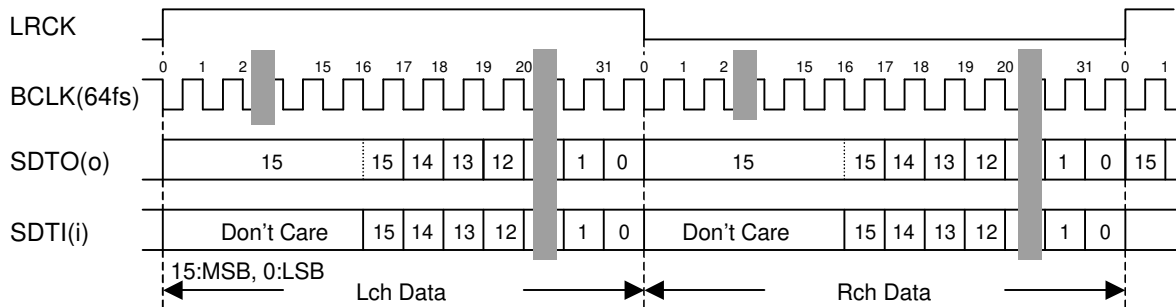 LRCK
0 1 2 15 16 17 18 19 20 31 0 1 2 15 16 17 18 19 20 31 0 1
BCLK(64fs)
SDTO(o) 15 15 14 13 12 1 0 15 15 14 13 12 1 0 15
SDTI(i) Don't Care 15 14 13 12 1 0 Don't Care 15 14 13 12 1 0
15:MSB, 0:LSB
Lch Data Rch Data